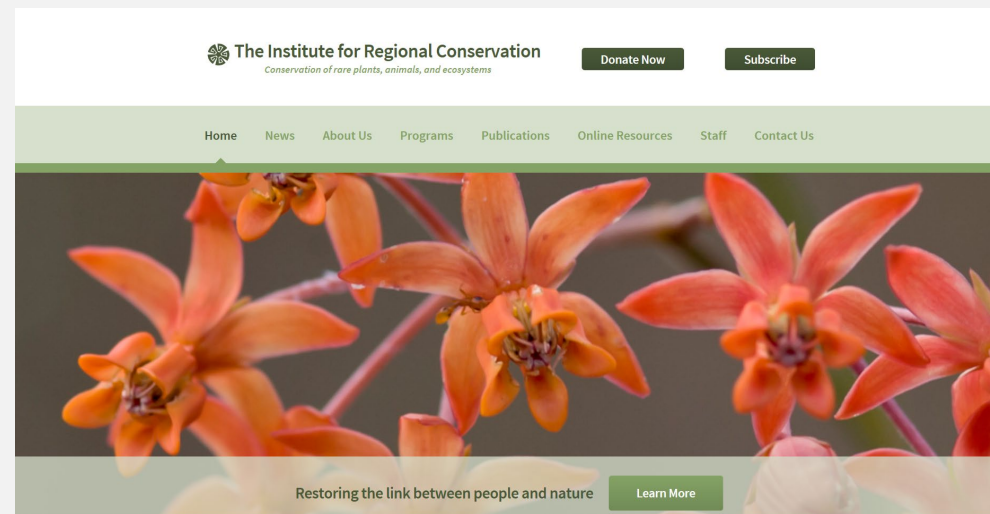 The Institute for Regional Conservation
Conservation of rare plants, animals, and ecosystems
Donate Now
Subscribe
Home News About Us Programs Publications Online Resources Staff Contact Us
Restoring the link between people and nature
Learn More